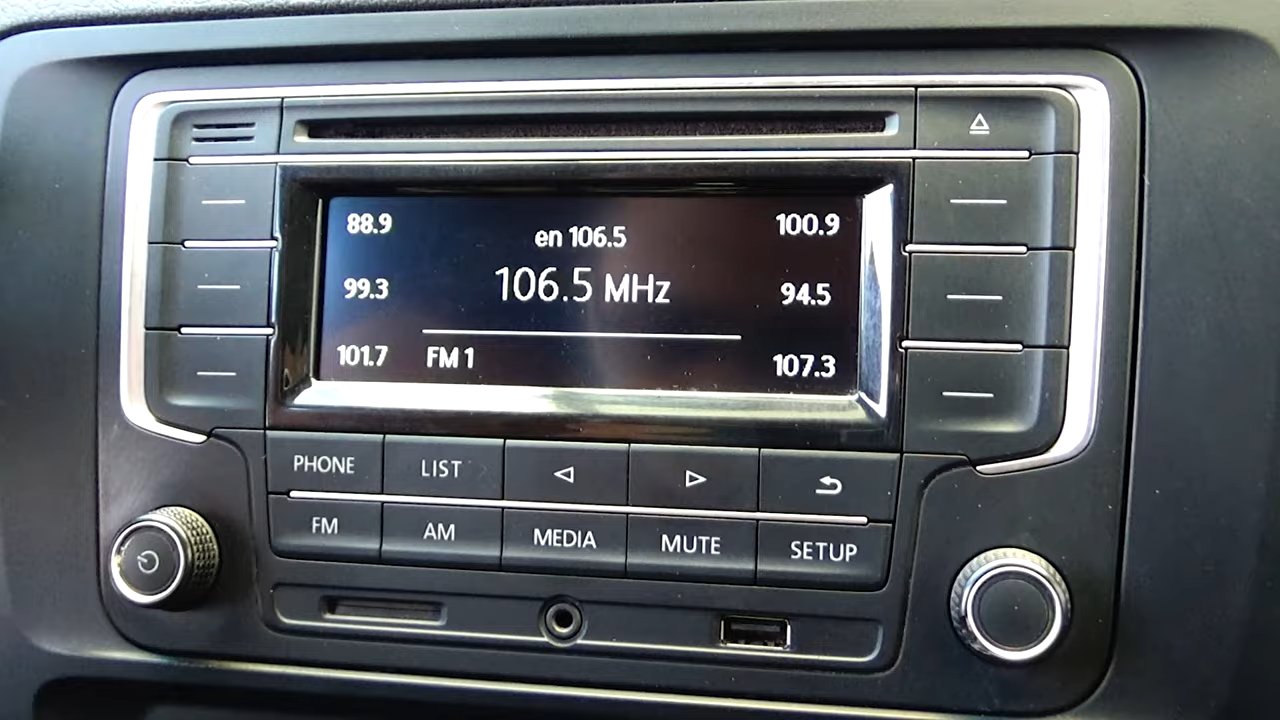 88.9
en 106.5
100.9
99.3
106.5 MHz
94.5
101.7
FM 1
107.3
PHONE
LIST
FM
AM
MEDIA
MUTE
SETUP